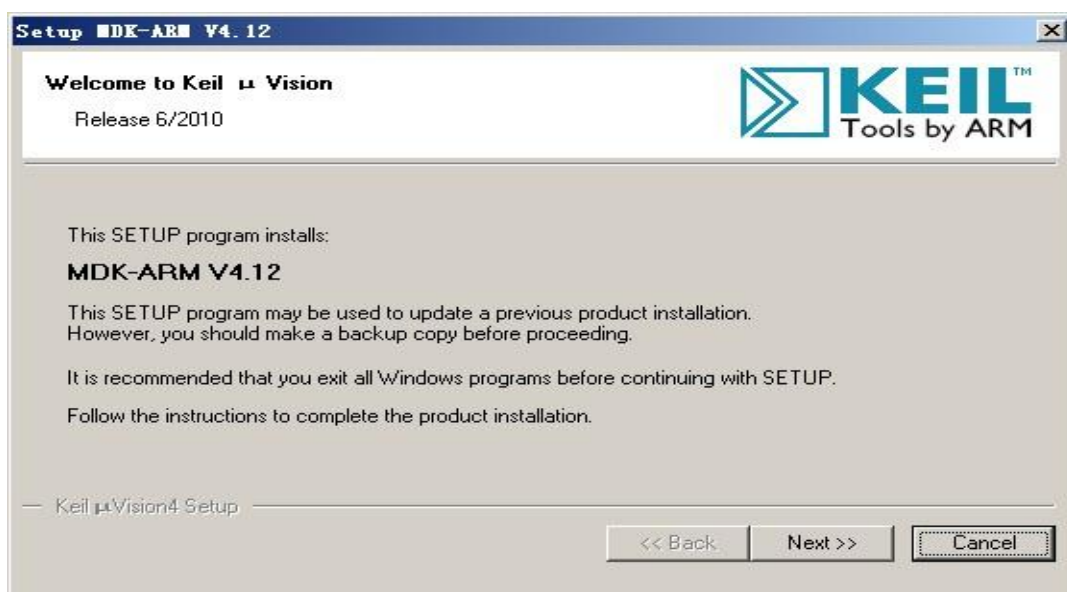 Setup MDK-ARM V4.12
Welcome to Keil µ Vision
Release 6/2010
KEIL™
Tools by ARM
This SETUP program installs:
MDK-ARM V4.12
This SETUP program may be used to update a previous product installation.
However, you should make a backup copy before proceeding.
It is recommended that you exit all Windows programs before continuing with SETUP.
Follow the instructions to complete the product installation.
Keil µVision4 Setup
<< Back
Next >>
Cancel